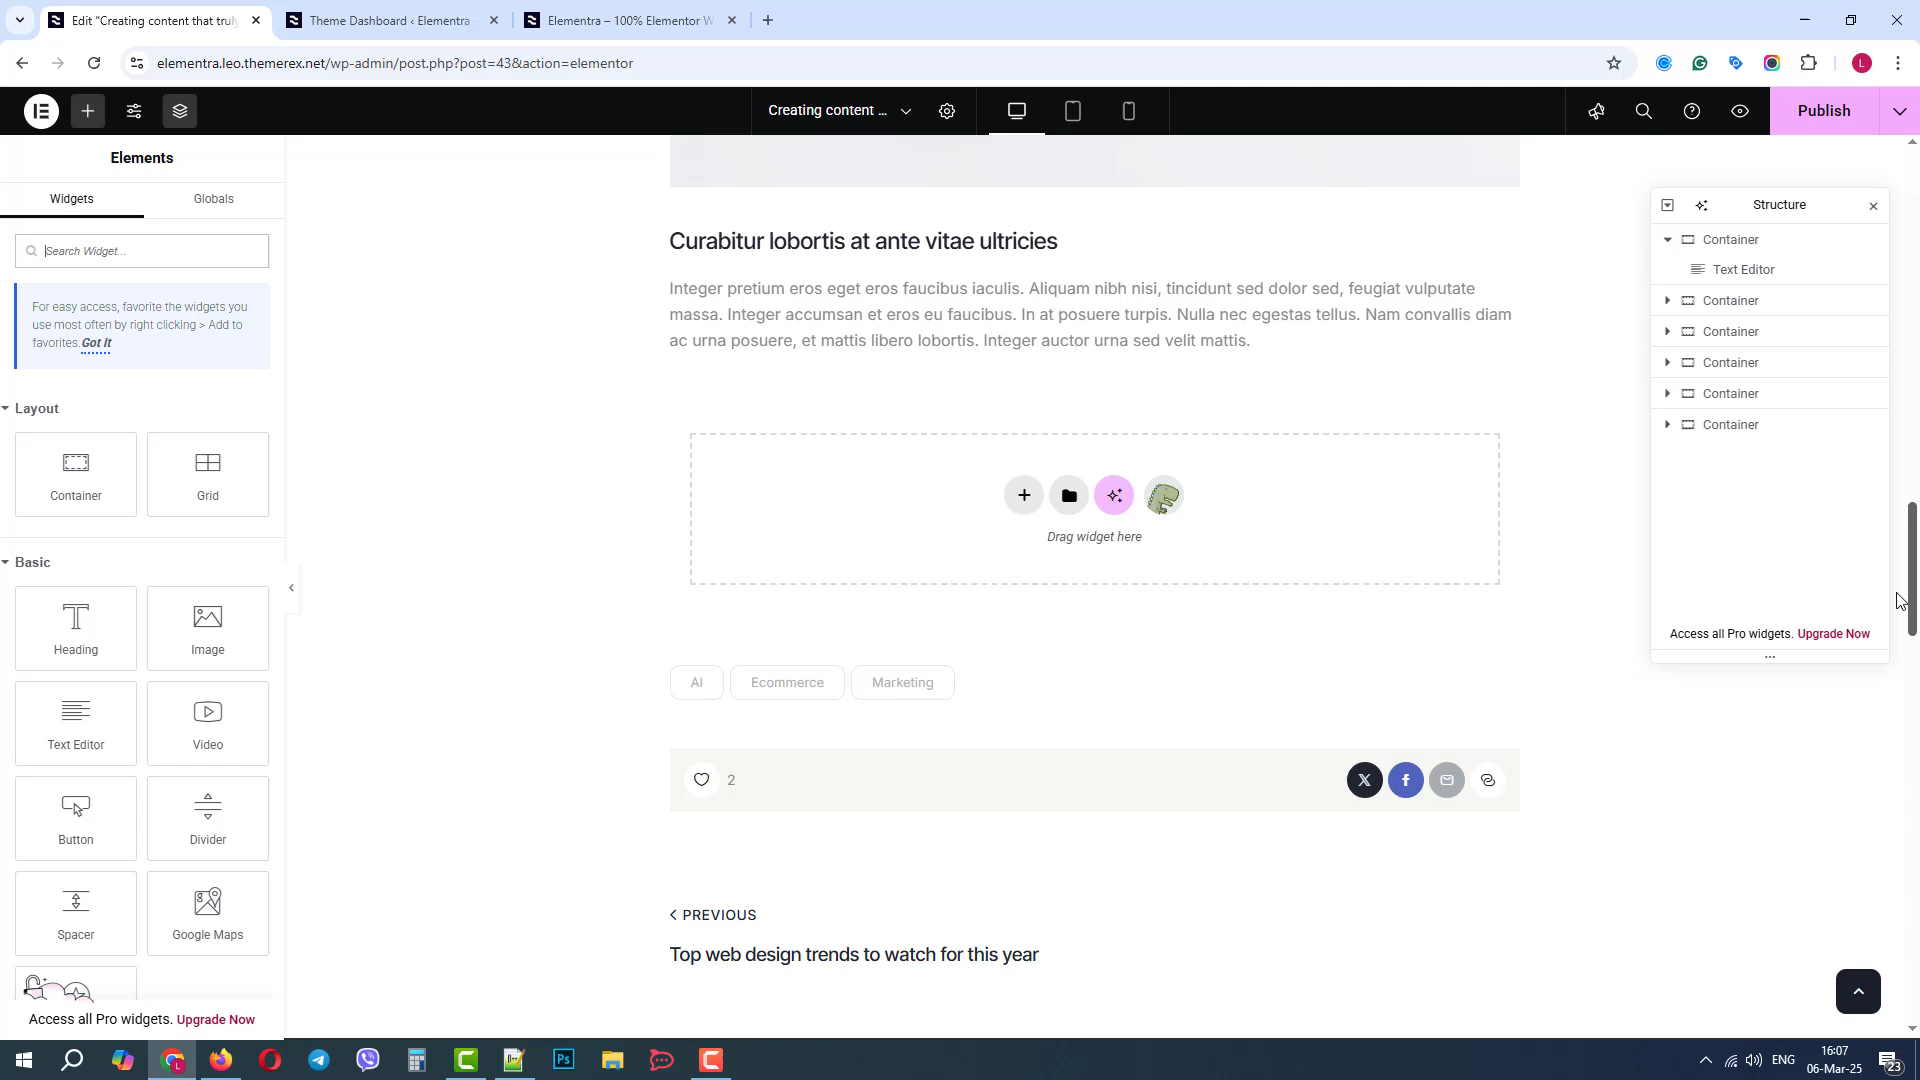 Edit "Creating content that truly
Theme Dashboard ‹ Elementra
Elementra – 100% Elementor W
elementra.leo.themerex.net/wp-admin/post.php?post=43&action=elementor
L
Creating content ...
Publish
Elements
Widgets
Globals
Search Widget...
For easy access, favorite the widgets you
use most often by right clicking > Add to
favorites. Got It
Layout
Container
Grid
Basic
Heading
Image
Text Editor
Video
Button
Divider
Spacer
Google Maps
Access all Pro widgets. Upgrade Now
Curabitur lobortis at ante vitae ultricies
Integer pretium eros eget eros faucibus iaculis. Aliquam nibh nisi, tincidunt sed dolor sed, feugiat vulputate
massa. Integer accumsan et eros eu faucibus. In at posuere turpis. Nulla nec egestas tellus. Nam convallis diam
ac urna posuere, et mattis libero lobortis. Integer auctor urna sed velit mattis.
Drag widget here
AI
Ecommerce
Marketing
2
PREVIOUS
Top web design trends to watch for this year
Structure
Container
Text Editor
Container
Container
Container
Container
Container
Access all Pro widgets. Upgrade Now
ENG
16:07
06-Mar-25
23